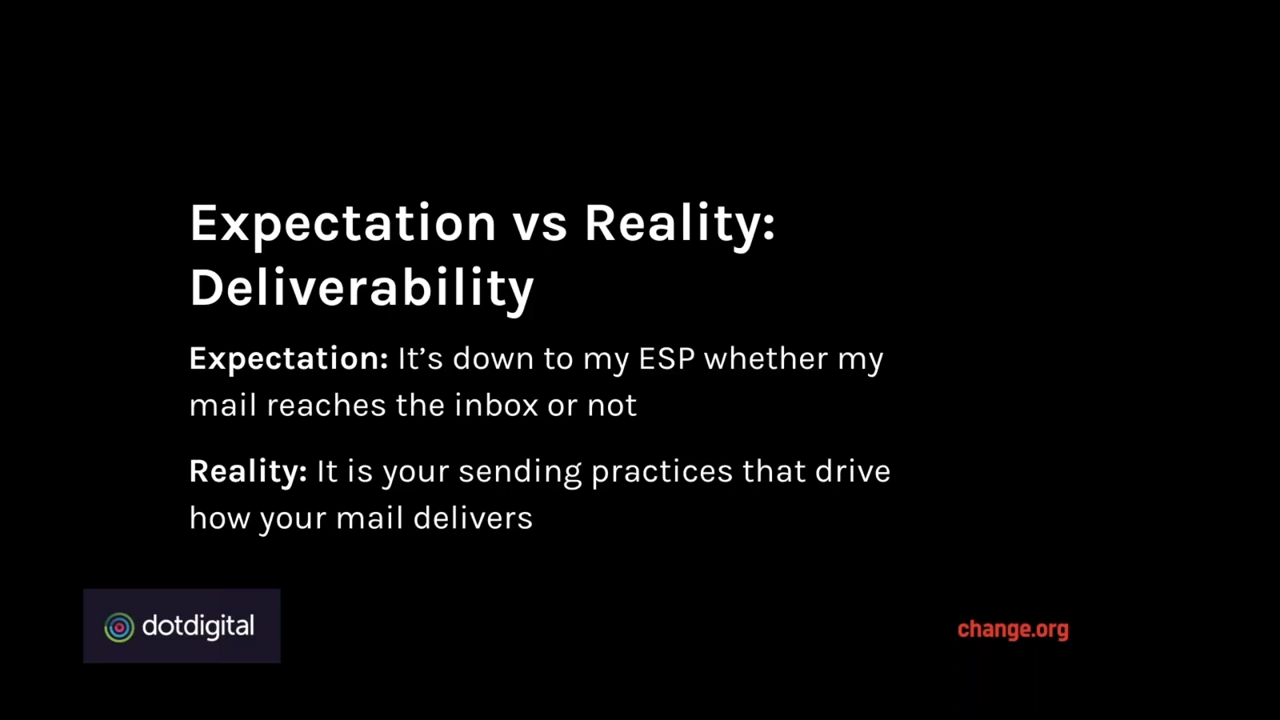 Expectation vs Reality:
Deliverability
Expectation: It’s down to my ESP whether my
mail reaches the inbox or not
Reality: It is your sending practices that drive
how your mail delivers
dotdigital
change.org